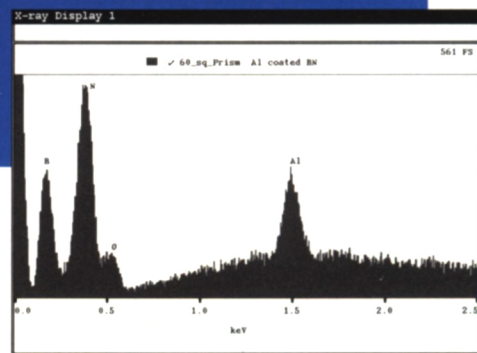 X-ray Display 1
561 FS
✓ 60_sq_Prism Al coated BN
N
B
Al
O
0.0 0.5 1.0 1.5 2.0 2.5
keV